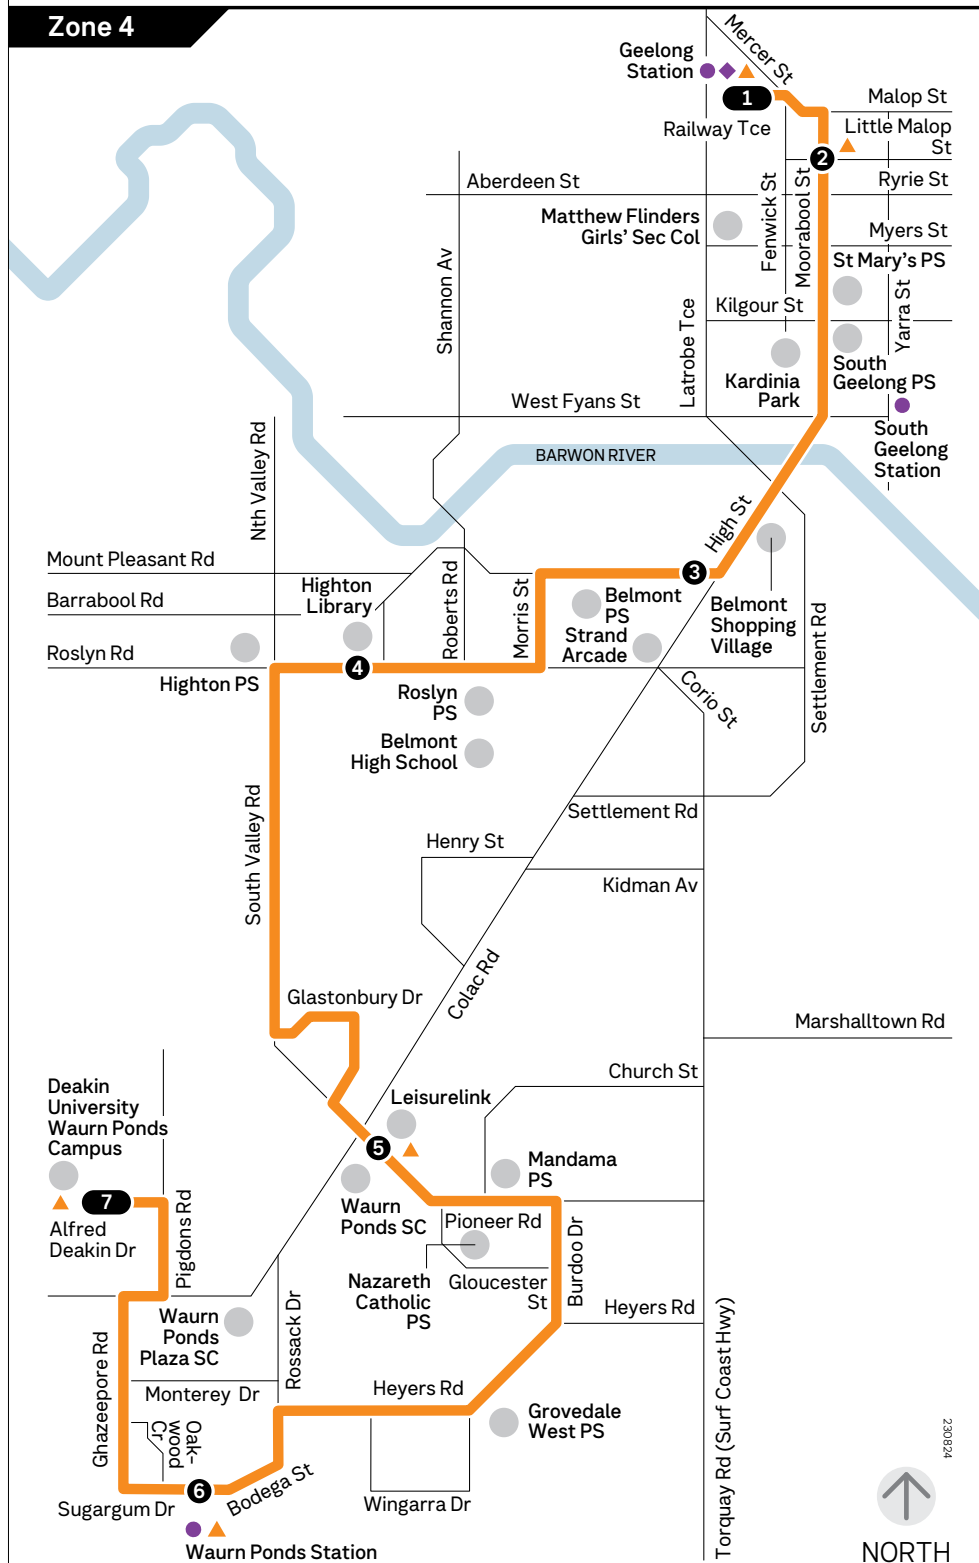 Zone 4
Mercer St
Geelong
Station
1
Malop St
Railway Tce
Little Malop
St
2
Aberdeen St
Ryrie St
Fenwick St
Moorabool St
Matthew Flinders
Girls' Sec Col
Myers St
St Mary's PS
Shannon Av
Kilgour St
Yarra St
Latrobe Tce
Kardinia
Park
South
Geelong PS
West Fyans St
South
Geelong
Station
Nth Valley Rd
BARWON RIVER
High St
Mount Pleasant Rd
Highton
Library
Roberts Rd
Morris St
3
Barrabool Rd
Belmont
PS
Strand
Arcade
Belmont
Shopping
Village
Settlement Rd
Roslyn Rd
4
Highton PS
Roslyn
PS
Corio St
Belmont
High School
South Valley Rd
Settlement Rd
Henry St
Kidman Av
Colac Rd
Glastonbury Dr
Marshalltown Rd
Church St
Deakin
University
Waurn Ponds
Campus
Leisurelink
5
Mandama
PS
7
Waurn
Ponds SC
Pioneer Rd
Alfred
Deakin Dr
Pigdons Rd
Burdoo Dr
Nazareth
Catholic
PS
Gloucester
St
Heyers Rd
Waurn
Ponds
Plaza SC
Rossack Dr
Torquay Rd (Surf Coast Hwy)
Ghazeepore Rd
Monterey Dr
Heyers Rd
Oak-
wood
Cr
Grovedale
West PS
230824
6
Bodega St
Sugargum Dr
Wingarra Dr
Waurn Ponds Station
NORTH